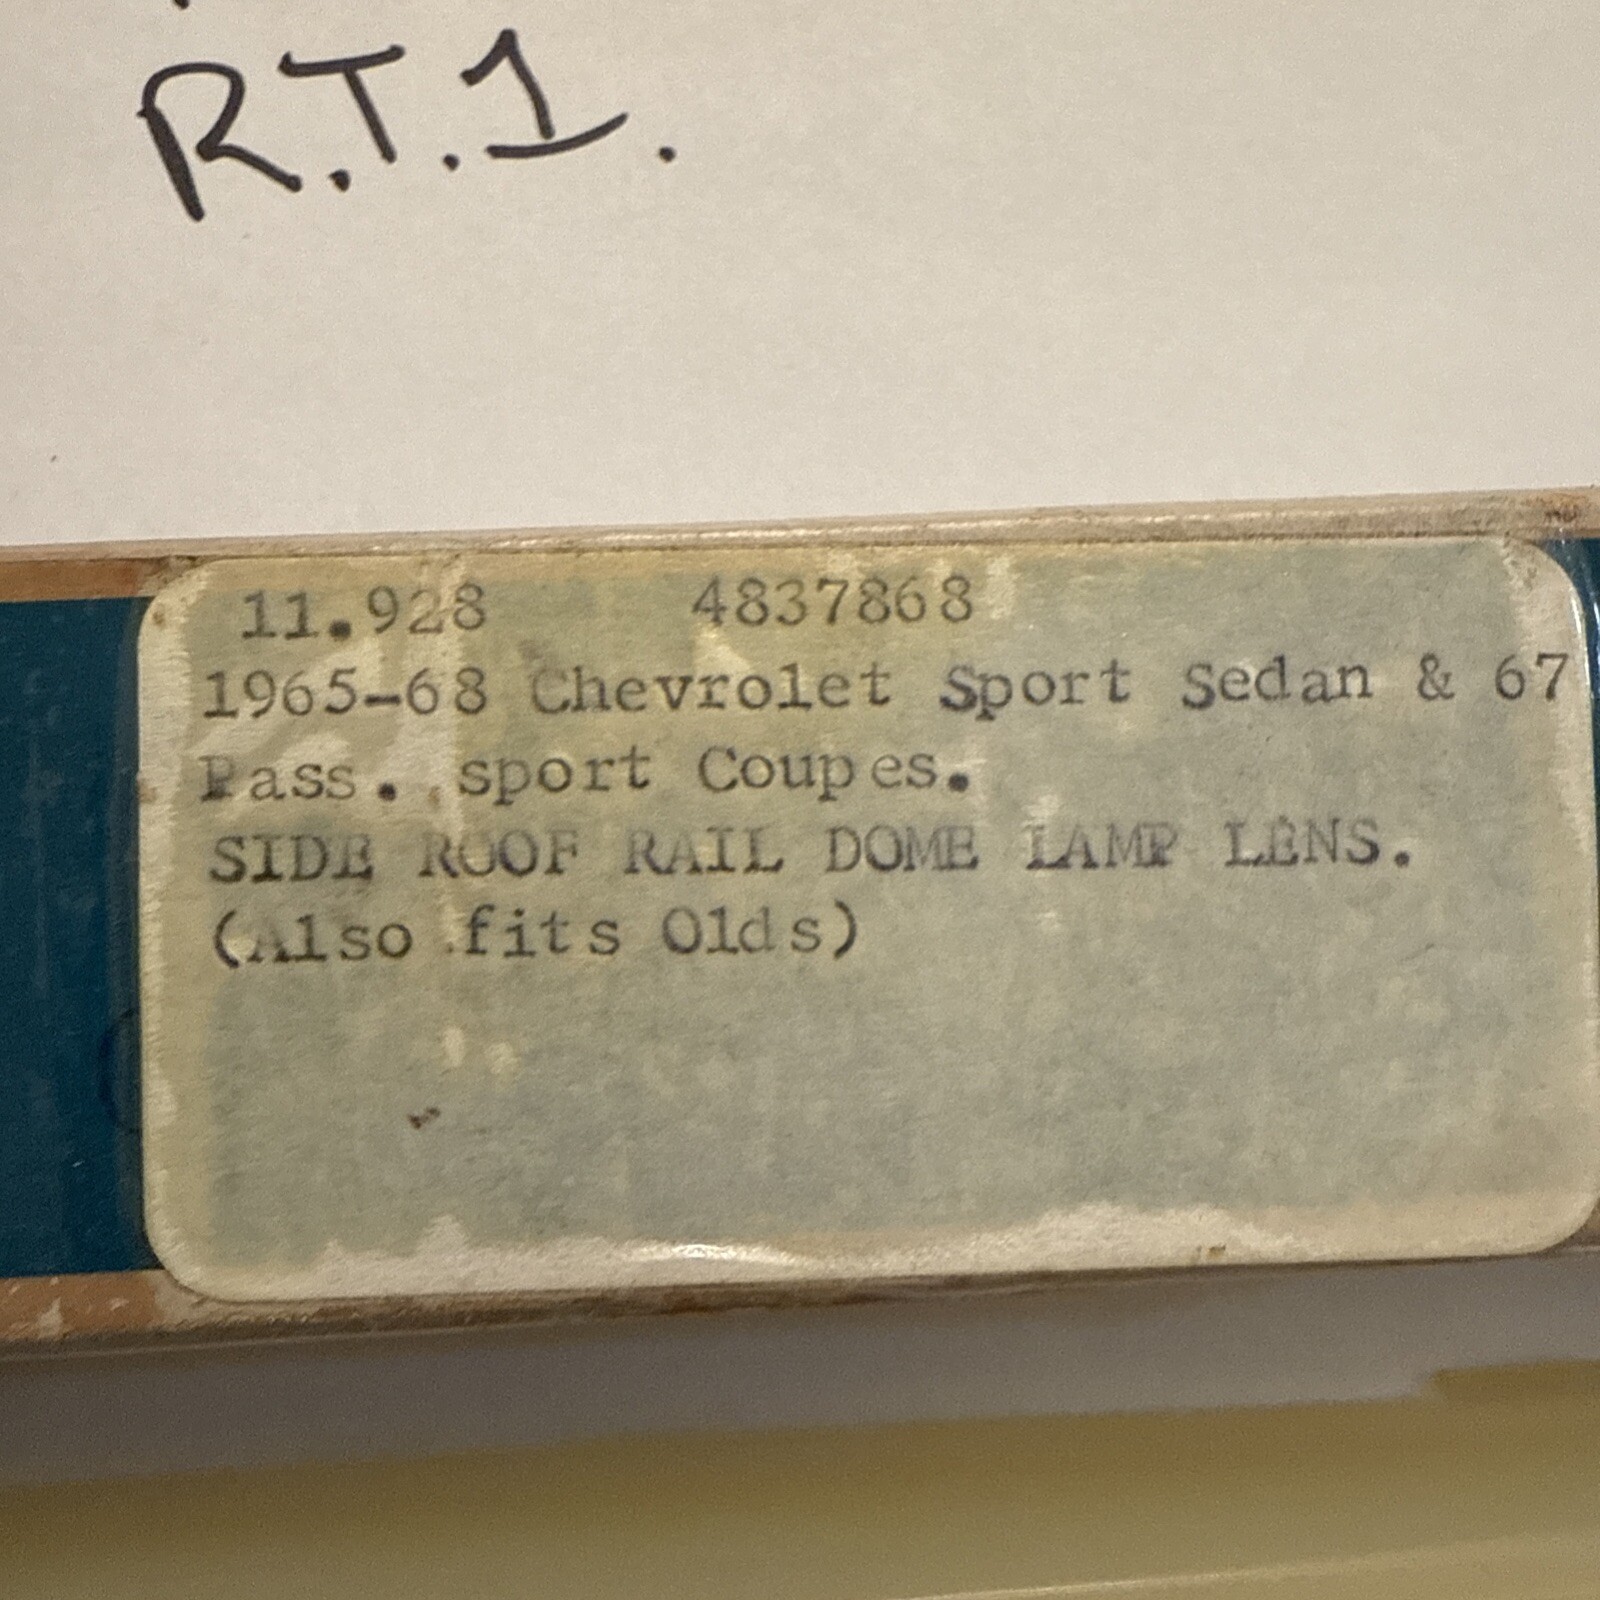 R.T.1.
11.928 4837868
1965-68 Chevrolet Sport Sedan & 67
Pass. sport Coupes.
SIDE ROOF RAIL DOME LAMP LENS.
(Also fits Olds)